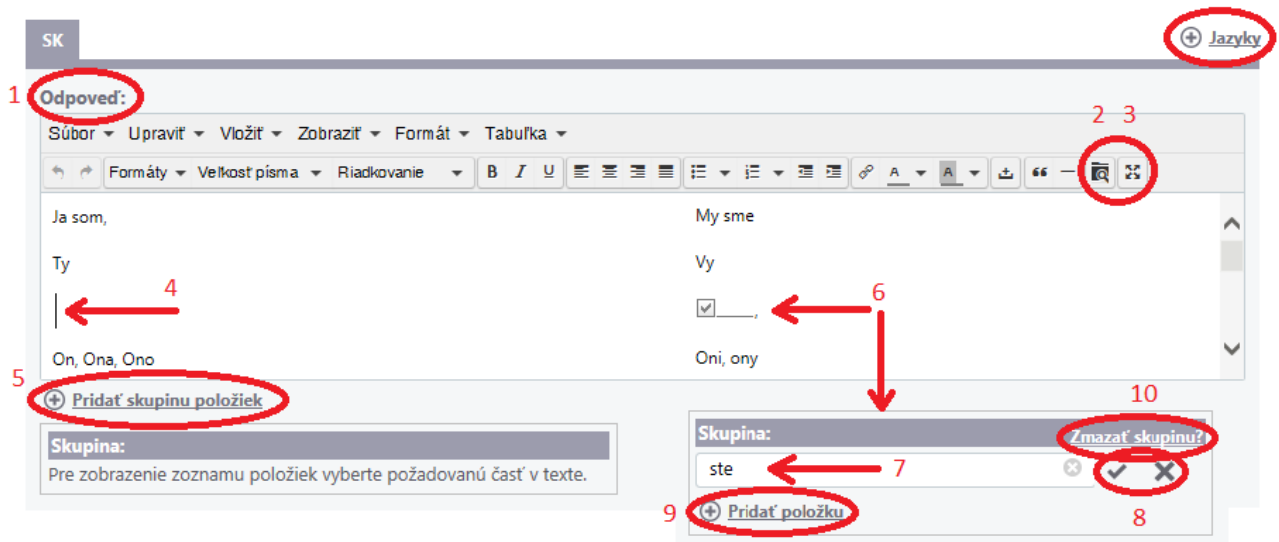 SK
Jazyky
1 Odpoveď:
Súbor Upraviť Vložiť Zobraziť Formát Tabuľka
2 3
Formáty Veľkosť písma Riadkovanie B I U A A
Ja som,
My sme
Ty
Vy
4
6
____,
On, Ona, Ono
Oni, ony
5
Pridať skupinu položiek
10
Skupina:
Pre zobrazenie zoznamu položiek vyberte požadovanú časť v texte.
Skupina: Zmazať skupinu?
ste 7
9 Pridať položku 8